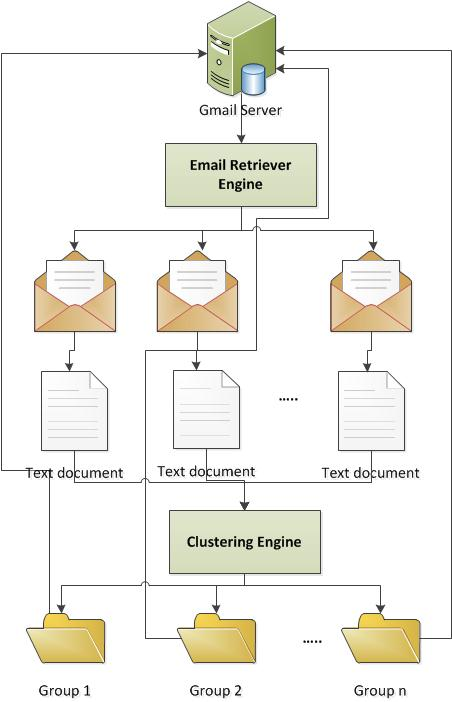 Gmail Server
Email Retriever
Engine
.....
Text document
Text document
Text document
Clustering Engine
.....
Group 1
Group 2
Group n